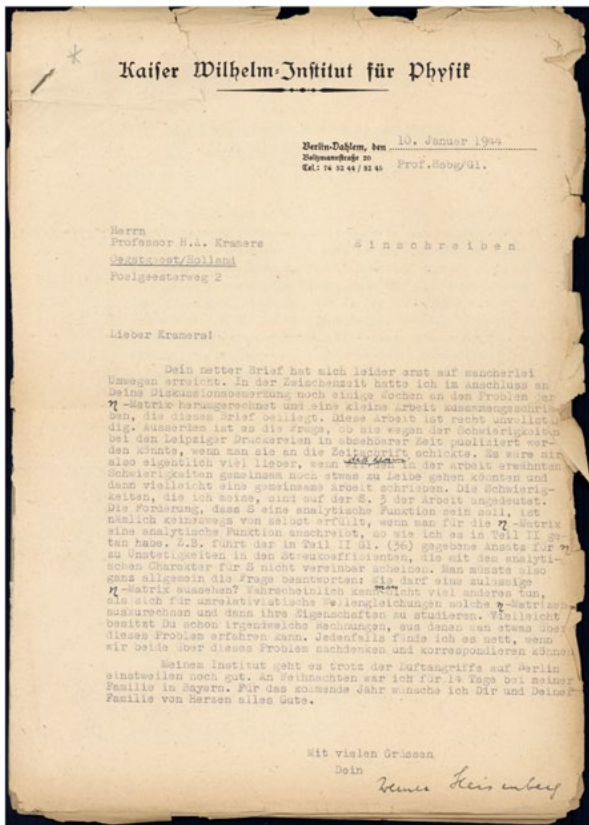 Kaiser Wilhelm-Institut für Physik
Berlin-Dahlem, den 10. Januar 1944
Boltzmannstraße 20
Tel.: 76 32 44 / 32 45 Prof.Hsbg/Gl.
Herrn
Professor H.A. Kramers Einschreiben
Oegstgeest/Holland
Poelgeesterweg 2
Lieber Kramers!
Dein netter Brief hat mich leider erst auf mancherlei
Umwegen erreicht. In der Zwischenzeit hatte ich im Anschluss an
Deine Diskussionsbemerkung noch einige Wochen an dem Problem der
η-Matrix herumgerechnet und eine kleine Arbeit zusammengeschrie-
ben, die dieses Brief beiliegt. Diese Arbeit ist recht unvollstän
dig. Ausserdem ist es die Frage, ob sie wegen der Schwierigkeiten
bei den Leipziger Druckereien in absehbarer Zeit publiziert wer-
den könnte, wenn man sie an die Zeitschrift schickte. Es wäre mir
also eigentlich viel lieber, wenn wir den in der Arbeit erwähnten
Schwierigkeiten gemeinsam noch etwas zu Leibe gehen könnten und
dann vielleicht eine gemeinsame Arbeit schrieben. Die Schwierig-
keiten, die ich meine, sind auf der S. 3 der Arbeit angedeutet.
Die Forderung, dass S eine analytische Funktion sein soll, ist
nämlich keineswegs von selbst erfüllt, wenn man für die η-Matrix
eine analytische Funktion anschreibt, so wie ich es in Teil II ge-
tan habe. Z.B. führt der in Teil II Gl. (36) gegebene Ansatz für η
zu Unstetigkeiten in den Streukoeffizienten, die mit dem analyti-
schen Charakter für S nicht vereinbar scheinen. Man müsste also
ganz allgemein die Frage beantworten: Wie darf eine zulässige
η-Matrix aussehen? Wahrscheinlich kann man nicht viel anderes tun,
als sich für unrelativistische Wellengleichungen solche η-Matrizen
auszurechnen und dann ihre Eigenschaften zu studieren. Vielleicht
besitzt Du schon irgendwelche Rechnungen, aus denen man etwas über
dieses Problem erfahren kann. Jedenfalls fände ich es nett, wenn
wir beide über dieses Problem nachdenken und korrespondieren könne
Meinem Institut geht es trotz der Luftangriffe auf Berlin
einstweilen noch gut. An Weihnachten war ich für 14 Tage bei meiner
Familie in Bayern. Für das kommende Jahr wünsche ich Dir und Deiner
Familie von Herzen alles Gute.
Mit vielen Grüssen
Dein
Werner Heisenberg